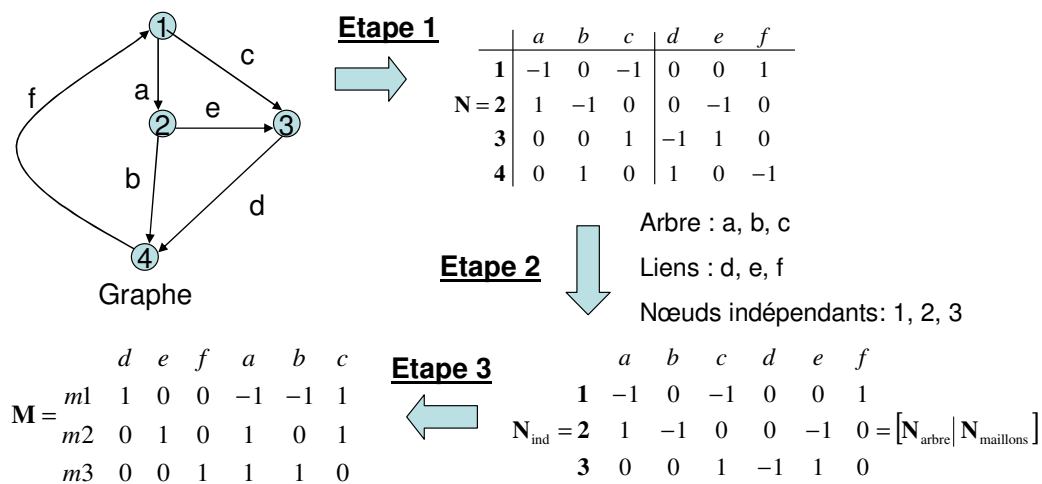 1
c
f
a
e
2
3
b
d
4
Graphe
Etape 1
a b c d e f
1 −1 0 −1 0 0 1
N = 2 1 −1 0 0 −1 0
3 0 0 1 −1 1 0
4 0 1 0 1 0 −1
Etape 2
Arbre : a, b, c
Liens : d, e, f
Nœuds indépendants: 1, 2, 3
Etape 3
a b c d e f
1 −1 0 −1 0 0 1
N_ind = 2 1 −1 0 0 −1 0 = [N_arbre | N_maillons]
3 0 0 1 −1 1 0
d e f a b c
m1 1 0 0 −1 −1 1
M = m2 0 1 0 1 0 1
m3 0 0 1 1 1 0